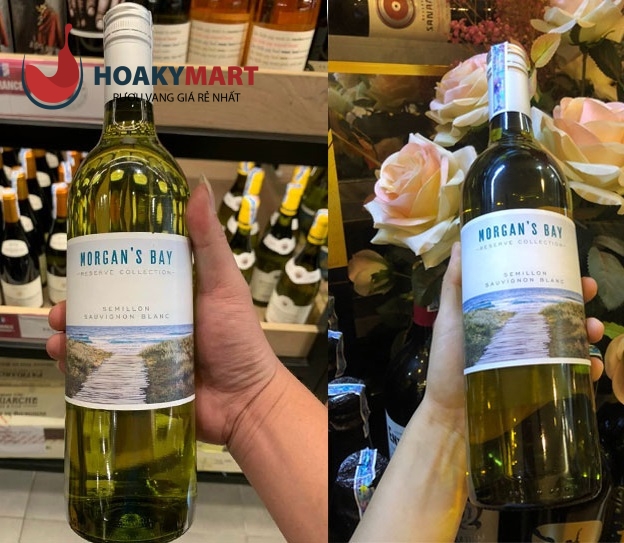 HOAKYMART
RƯỢU VANG GIÁ RẺ NHẤT
MORGAN'S BAY
RESERVE COLLECTION
SEMILLON
SAUVIGNON BLANC
MORGAN'S BAY
RESERVE COLLECTION
SEMILLON
SAUVIGNON BLANC